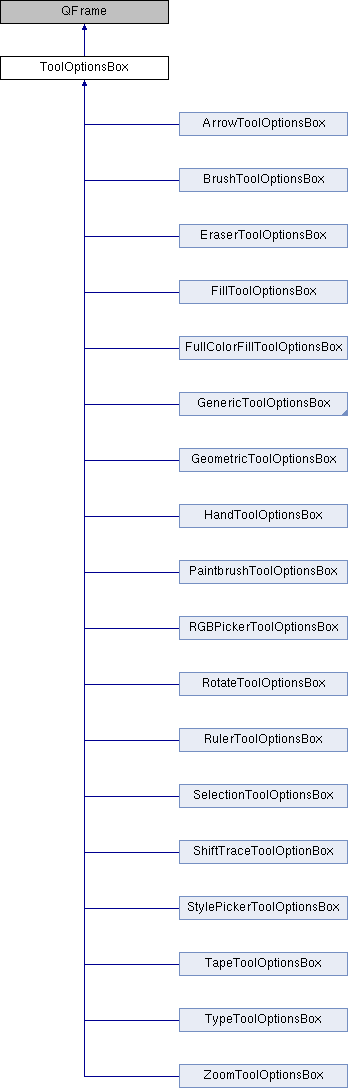 QFrame
ToolOptionsBox
ArrowToolOptionsBox
BrushToolOptionsBox
EraserToolOptionsBox
FillToolOptionsBox
FullColorFillToolOptionsBox
GenericToolOptionsBox
GeometricToolOptionsBox
HandToolOptionsBox
PaintbrushToolOptionsBox
RGBPickerToolOptionsBox
RotateToolOptionsBox
RulerToolOptionsBox
SelectionToolOptionsBox
ShiftTraceToolOptionBox
StylePickerToolOptionsBox
TapeToolOptionsBox
TypeToolOptionsBox
ZoomToolOptionsBox